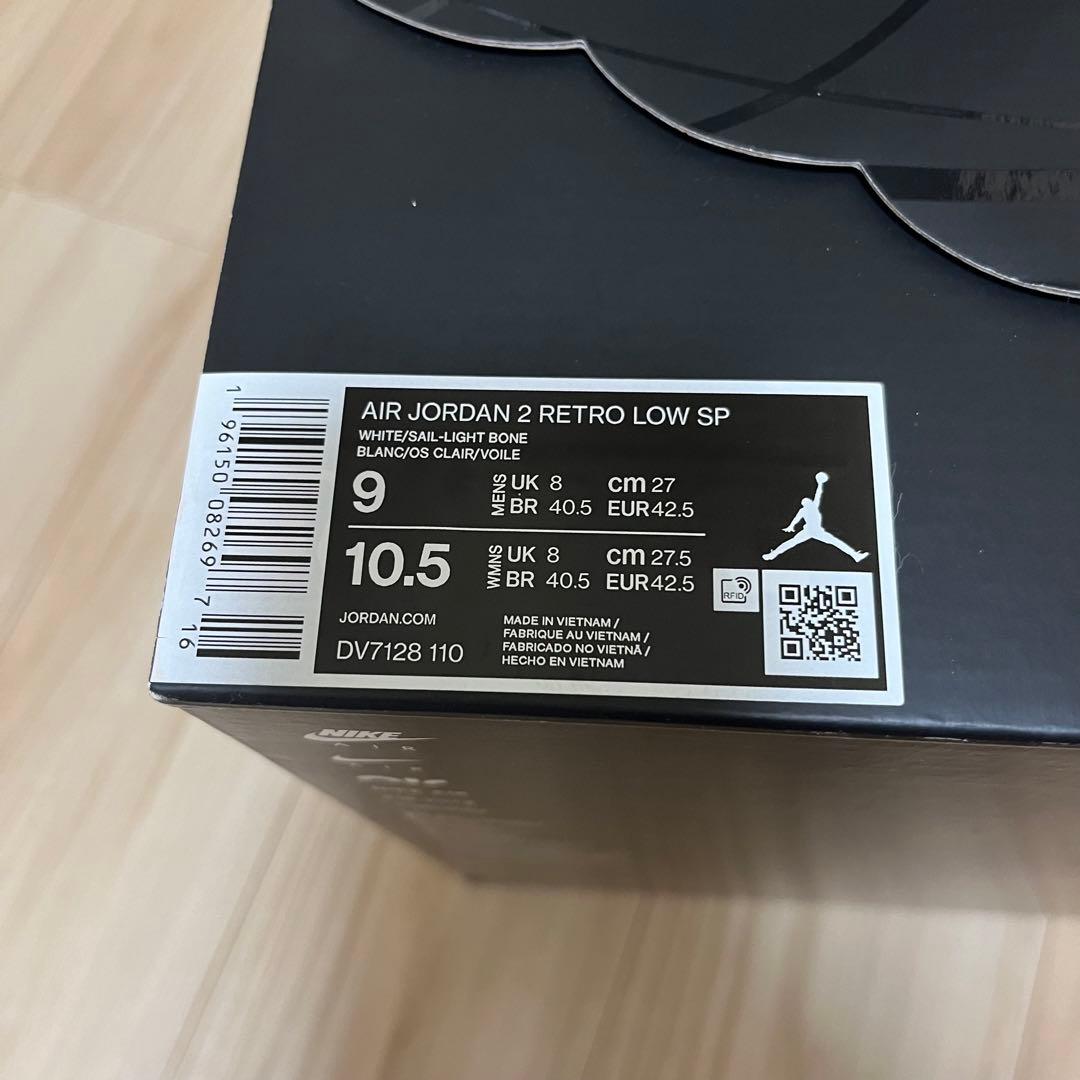 AIR JORDAN 2 RETRO LOW SP
WHITE/SAIL-LIGHT BONE
BLANC/OS CLAIR/VOILE
9 MENS UK 8 cm 27
BR 40.5 EUR 42.5
10.5 WMNS UK 8 cm 27.5
BR 40.5 EUR 42.5
RFID
JORDAN.COM
DV7128 110
MADE IN VIETNAM /
FABRIQUE AU VIETNAM /
FABRICADO NO VIETNÃ /
HECHO EN VIETNAM
1 96150 08269 7 16
NIKE
AIR